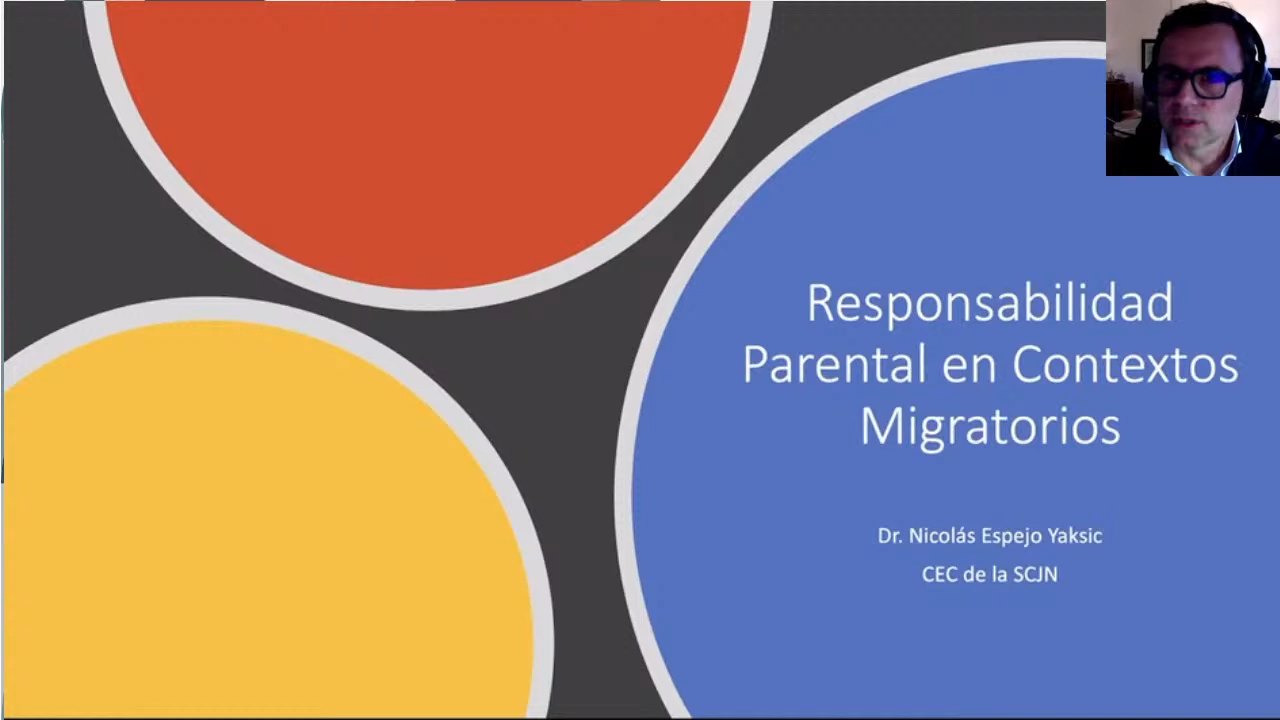 Responsabilidad
Parental en Contextos
Migratorios
Dr. Nicolás Espejo Yaksic
CEC de la SCJN